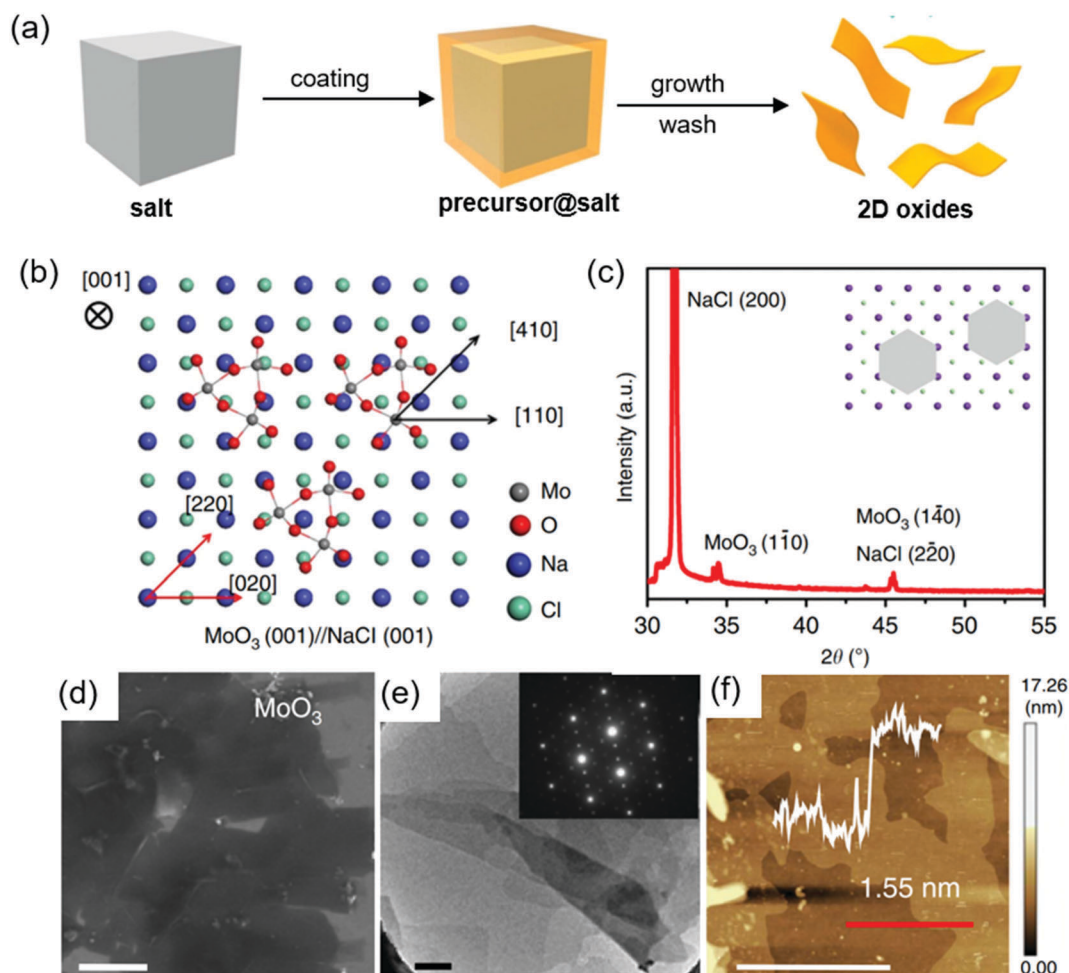 (a)
coating
growth
wash
salt
precursor@salt
2D oxides
(b)
[001]
[410]
[110]
[220]
[020]
Mo
O
Na
Cl
MoO₃ (001)//NaCl (001)
(c)
NaCl (200)
MoO₃ (11̄0)
MoO₃ (14̄0)
NaCl (22̄0)
Intensity (a.u.)
30 35 40 45 50 55
2θ (°)
(d)
MoO₃
(e)
(f)
1.55 nm
17.26
(nm)
0.00